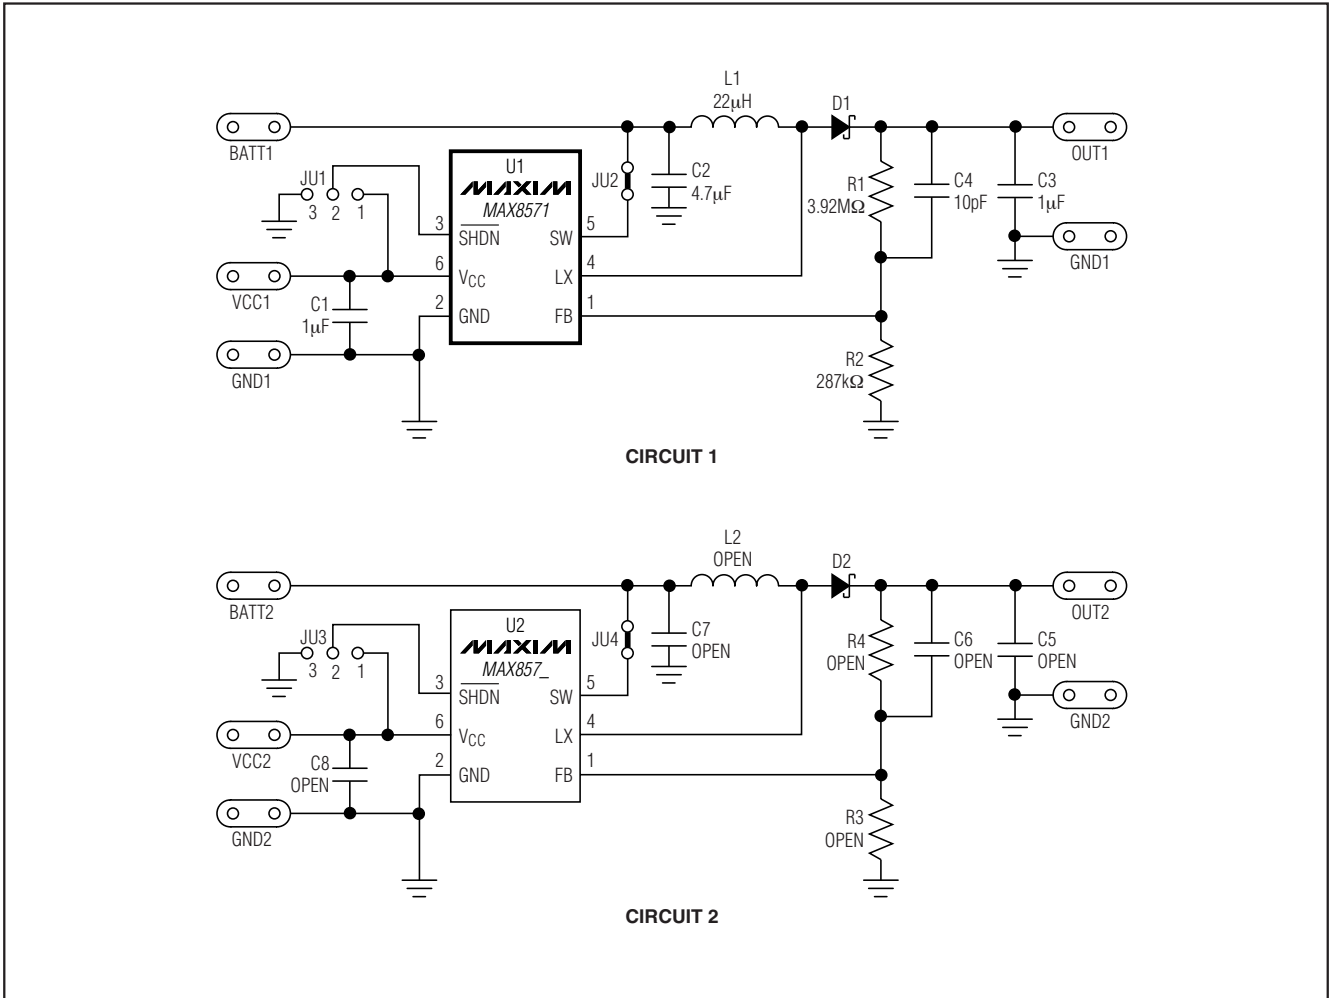 L1
22μH
D1
BATT1
OUT1
JU1
3 2 1
U1
MAXIM
MAX8571
JU2
C2
4.7μF
R1
3.92MΩ
C4
10pF
C3
1μF
3
SHDN
SW
5
GND1
VCC1
6
VCC
LX
4
C1
1μF
2
GND
FB
1
GND1
R2
287kΩ
CIRCUIT 1
L2
OPEN
D2
BATT2
OUT2
JU3
3 2 1
U2
MAXIM
MAX857_
JU4
C7
OPEN
R4
OPEN
C6
OPEN
C5
OPEN
3
SHDN
SW
5
GND2
VCC2
6
VCC
LX
4
C8
OPEN
2
GND
FB
1
GND2
R3
OPEN
CIRCUIT 2